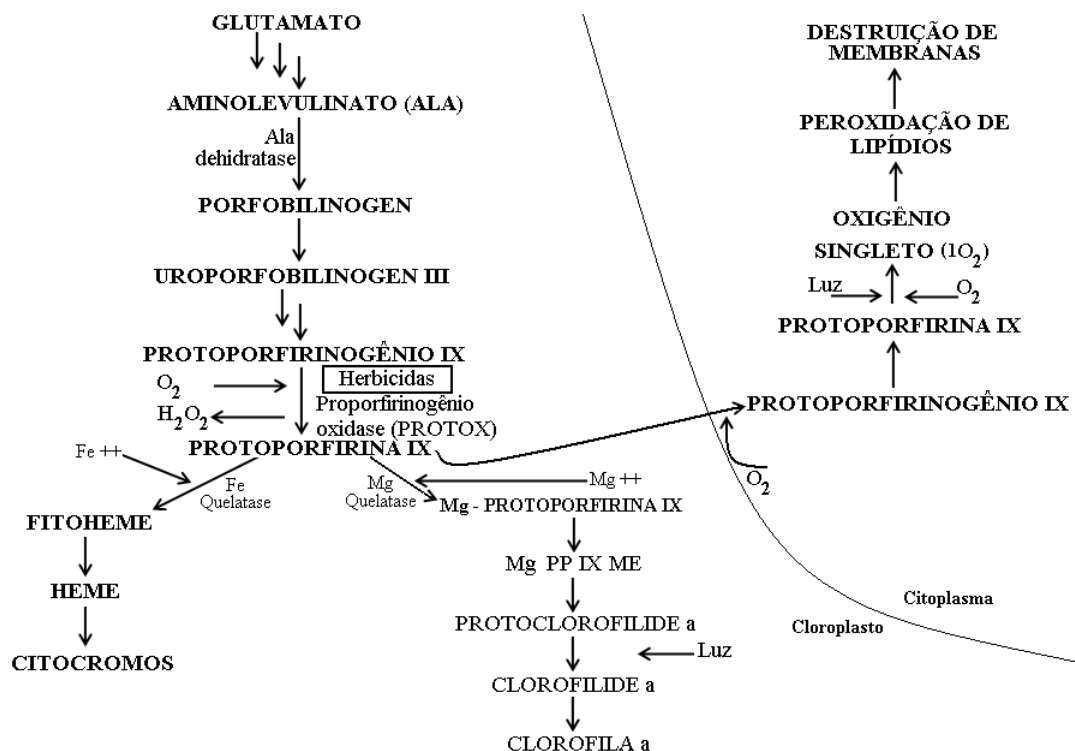 GLUTAMATO
AMINOLEVULINATO (ALA)
Ala
dehidratase
PORFOBILINOGEN
UROPORFOBILINOGEN III
PROTOPORFIRINOGÊNIO IX
O2
Herbicidas
H2O2
Proporfirinogênio
oxidase (PROTOX)
PROTOPORFIRINA IX
Fe ++
Fe
Quelatase
Mg
Quelatase
Mg ++
FITOHEME
Mg - PROTOPORFIRINA IX
HEME
Mg PP IX ME
CITOCROMOS
PROTOCLOROFILIDE a
Luz
CLOROFILIDE a
CLOROFILA a
DESTRUIÇÃO DE
MEMBRANAS
PEROXIDAÇÃO DE
LIPÍDIOS
OXIGÊNIO
SINGLETO (1O2)
Luz
O2
PROTOPORFIRINA IX
PROTOPORFIRINOGÊNIO IX
O2
Citoplasma
Cloroplasto